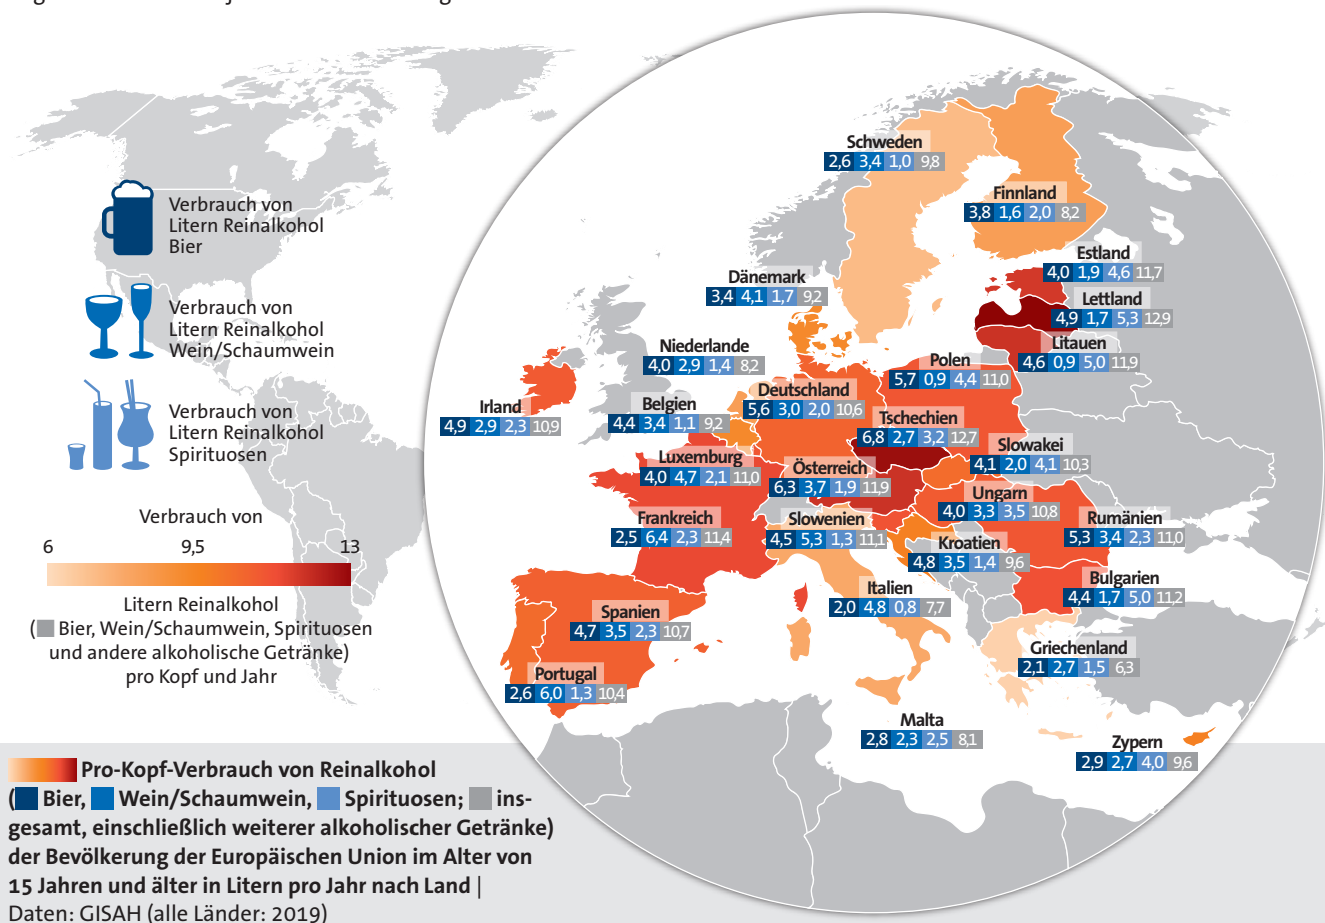 Verbrauch von
Litern Reinalkohol
Bier
Verbrauch von
Litern Reinalkohol
Wein/Schaumwein
Verbrauch von
Litern Reinalkohol
Spirituosen
Verbrauch von
6 9,5 13
Litern Reinalkohol
(Bier, Wein/Schaumwein, Spirituosen
und andere alkoholische Getränke)
pro Kopf und Jahr
Schweden
2,6 3,4 1,0 9,8
Finnland
3,8 1,6 2,0 8,2
Estland
4,0 1,9 4,6 11,7
Dänemark
3,4 4,1 1,7 9,2
Lettland
4,9 1,7 5,3 12,9
Niederlande
4,0 2,9 1,4 8,2
Litauen
4,6 0,9 5,0 11,9
Polen
5,7 0,9 4,4 11,0
Deutschland
5,6 3,0 2,0 10,6
Irland
4,9 2,9 2,3 10,9
Belgien
4,4 3,4 1,1 9,2
Tschechien
6,8 2,7 3,2 12,7
Slowakei
4,1 2,0 4,1 10,3
Luxemburg
4,0 4,7 2,1 11,0
Österreich
6,3 3,7 1,9 11,9
Ungarn
4,0 3,3 3,5 10,8
Frankreich
2,5 6,4 2,3 11,4
Slowenien
4,5 5,3 1,3 11,1
Rumänien
5,3 3,4 2,3 11,0
Kroatien
4,8 3,5 1,4 9,6
Bulgarien
4,4 1,7 5,0 11,2
Italien
2,0 4,8 0,8 7,7
Spanien
4,7 3,5 2,3 10,7
Griechenland
2,1 2,7 1,5 6,3
Portugal
2,6 6,0 1,3 10,4
Malta
2,8 2,3 2,5 8,1
Zypern
2,9 2,7 4,0 9,6
Pro-Kopf-Verbrauch von Reinalkohol
(Bier, Wein/Schaumwein, Spirituosen; ins-
gesamt, einschließlich weiterer alkoholischer Getränke)
der Bevölkerung der Europäischen Union im Alter von
15 Jahren und älter in Litern pro Jahr nach Land |
Daten: GISAH (alle Länder: 2019)